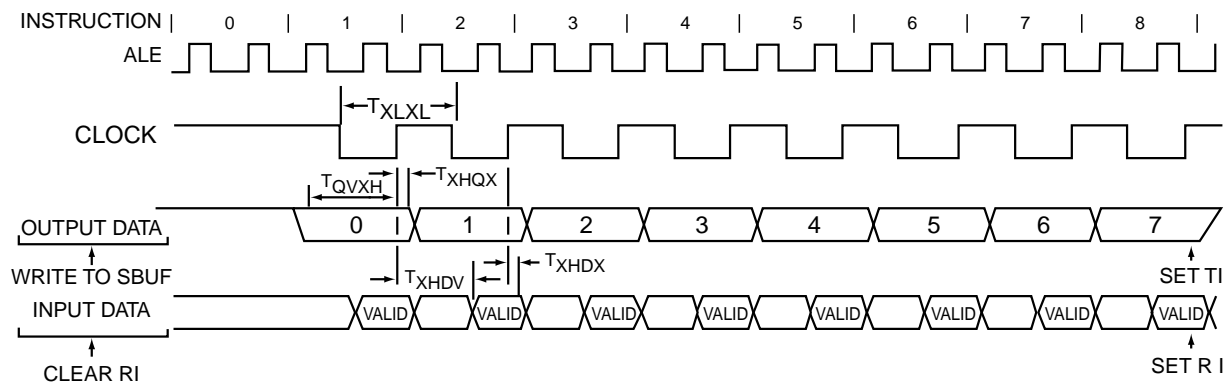 INSTRUCTION | 0 | 1 | 2 | 3 | 4 | 5 | 6 | 7 | 8 |
ALE
TXLXL
CLOCK
TQVXH TXHQX
OUTPUT DATA 0 1 2 3 4 5 6 7
WRITE TO SBUF TXHDV TXHDX SET TI
INPUT DATA VALID VALID VALID VALID VALID VALID VALID VALID
CLEAR RI SET R I